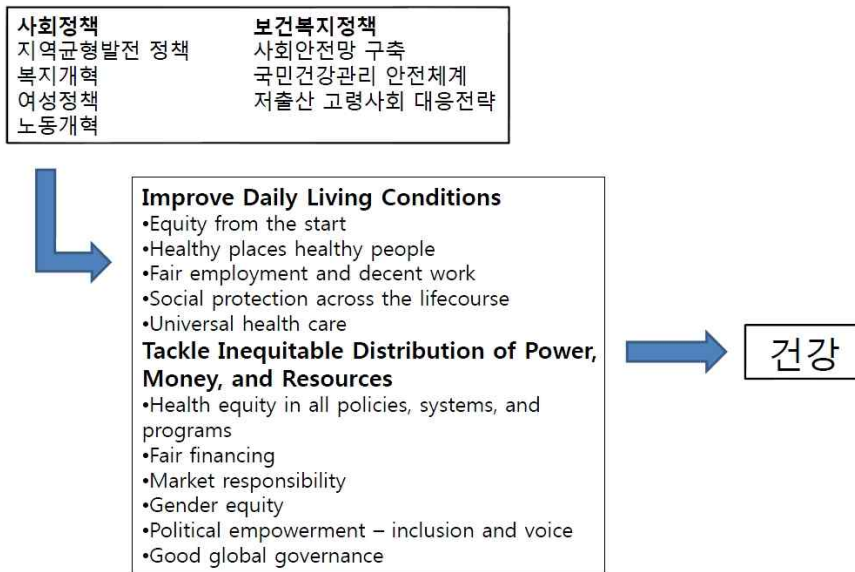 사회정책
지역균형발전 정책
복지개혁
여성정책
노동개혁
보건복지정책
사회안전망 구축
국민건강관리 안전체계
저출산 고령사회 대응전략
Improve Daily Living Conditions
•Equity from the start
•Healthy places healthy people
•Fair employment and decent work
•Social protection across the lifecourse
•Universal health care
Tackle Inequitable Distribution of Power,
Money, and Resources
•Health equity in all policies, systems, and
programs
•Fair financing
•Market responsibility
•Gender equity
•Political empowerment – inclusion and voice
•Good global governance
건강